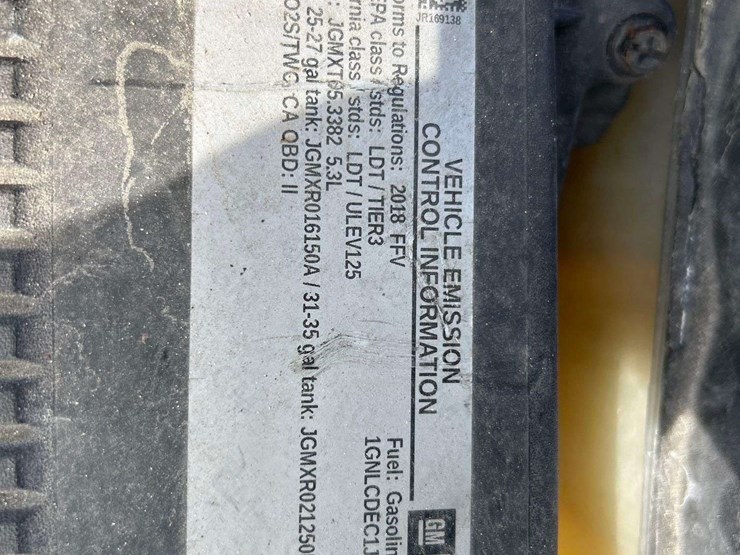 JR169138
VEHICLE EMISSION
CONTROL INFORMATION
GM
orms to Regulations: 2018 FFV
Fuel: Gasolin
EPA class / stds: LDT / TIER3
1GNLCDEC1J
rnia class / stds: LDT / ULEV125
: JGMXT05.3382 5.3L
25-27 gal tank: JGMXR016150A / 31-35 gal tank: JGMXR021250
O2S/TWC, CA OBD: II